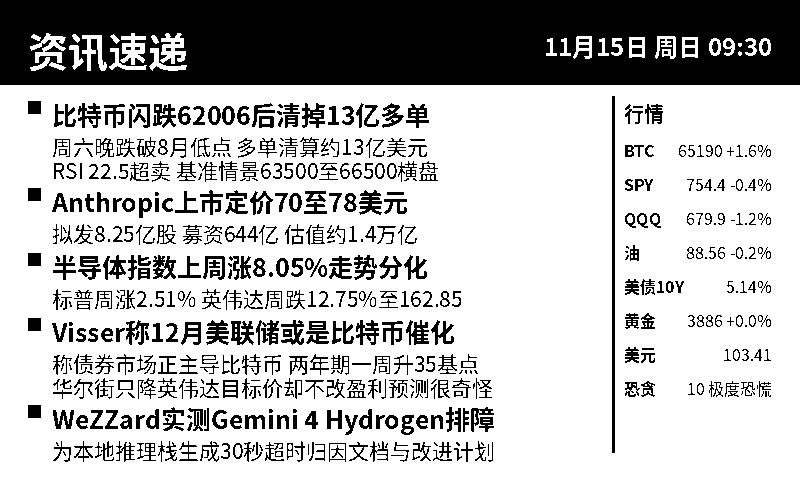 资讯速递
11月15日 周日 09:30
比特币闪跌62006后清掉13亿多单
周六晚跌破8月低点 多单清算约13亿美元
RSI 22.5超卖 基准情景63500至66500横盘
Anthropic上市定价70至78美元
拟发8.25亿股 募资644亿 估值约1.4万亿
半导体指数上周涨8.05%走势分化
标普周涨2.51% 英伟达周跌12.75%至162.85
Visser称12月美联储或是比特币催化
称债券市场正主导比特币 两年期一周升35基点
华尔街只降英伟达目标价却不改盈利预测很奇怪
WeZZard实测Gemini 4 Hydrogen排障
为本地推理栈生成30秒超时归因文档与改进计划
行情
BTC 65190 +1.6%
SPY 754.4 -0.4%
QQQ 679.9 -1.2%
油 88.56 -0.2%
美债10Y 5.14%
黄金 3886 +0.0%
美元 103.41
恐贪 10 极度恐慌